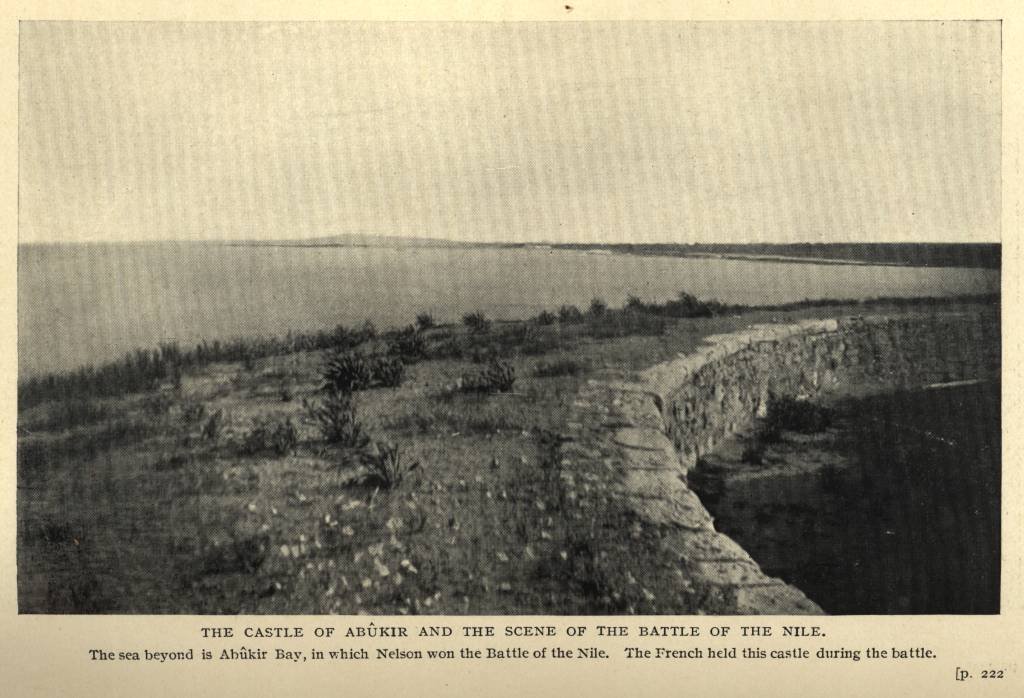 THE CASTLE OF ABÛKIR AND THE SCENE OF THE BATTLE OF THE NILE.
The sea beyond is Abûkir Bay, in which Nelson won the Battle of the Nile. The French held this castle during the battle.
[p. 222